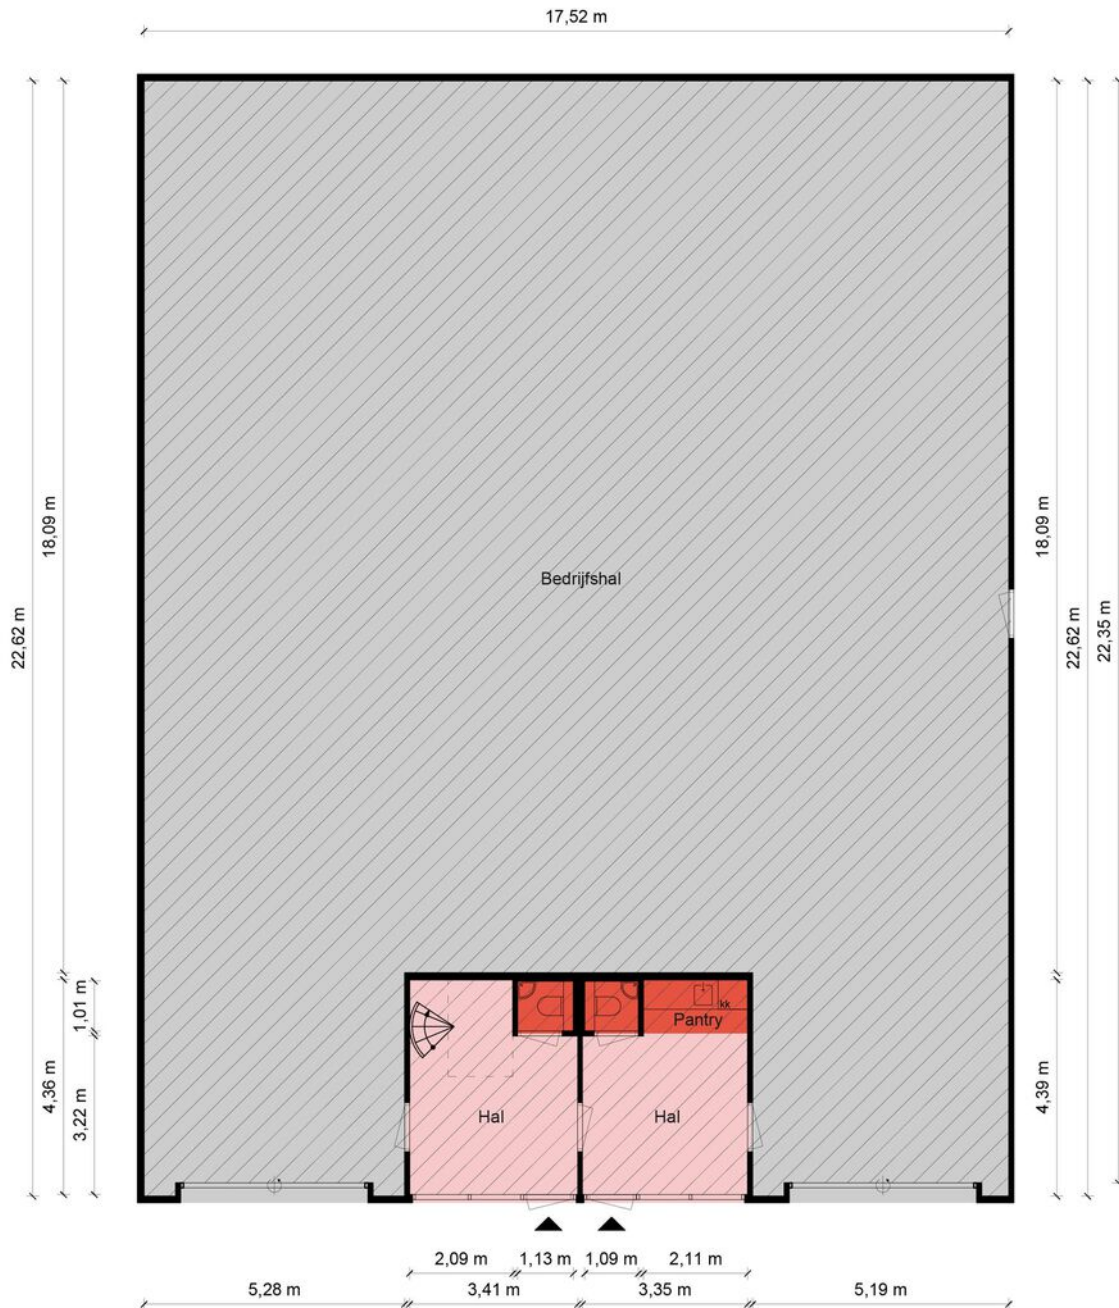 17,52 m
18,09 m
22,62 m
18,09 m
22,62 m
22,35 m
Bedrijfshal
1,01 m
4,36 m
3,22 m
kk
Pantry
Hal
Hal
4,39 m
2,09 m
1,13 m
1,09 m
2,11 m
5,28 m
3,41 m
3,35 m
5,19 m